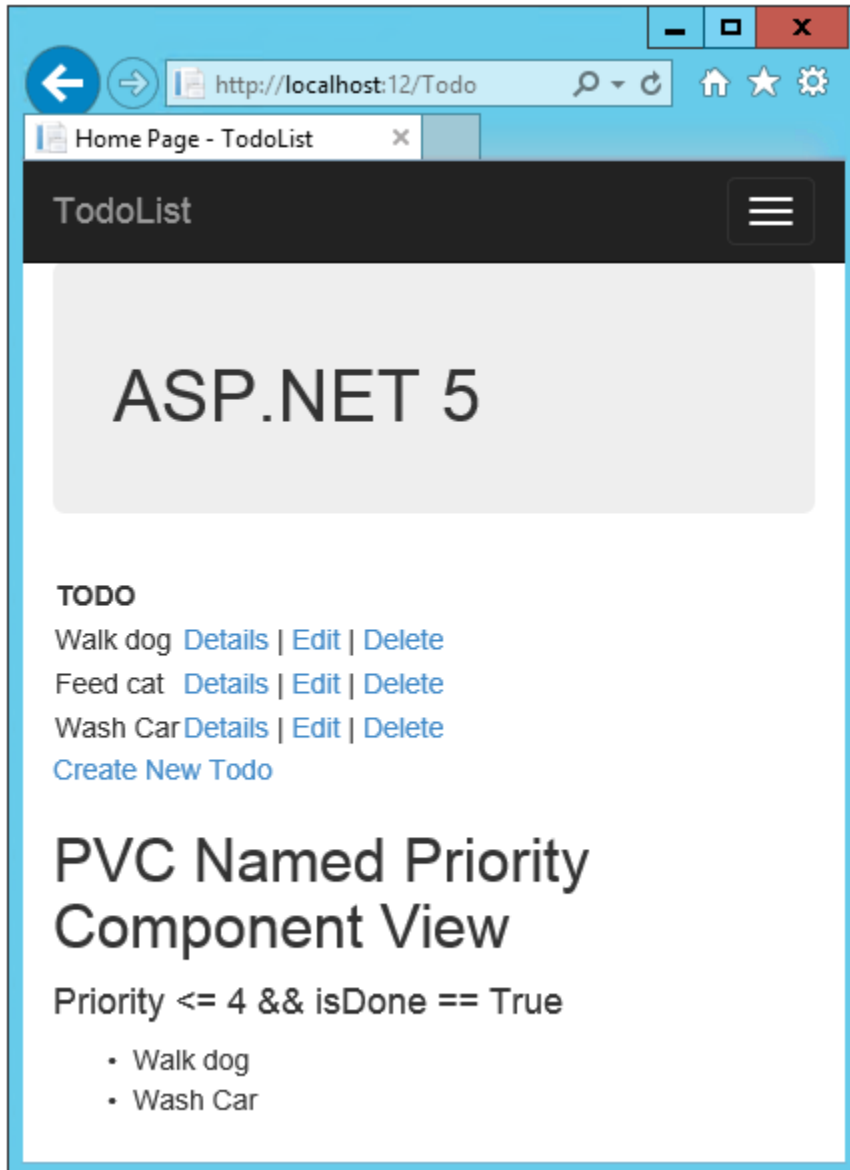 http://localhost:12/Todo
Home Page - TodoList
TodoList
ASP.NET 5
TODO
Walk dog Details | Edit | Delete
Feed cat Details | Edit | Delete
Wash Car Details | Edit | Delete
Create New Todo
PVC Named Priority
Component View
Priority <= 4 && isDone == True
• Walk dog
• Wash Car